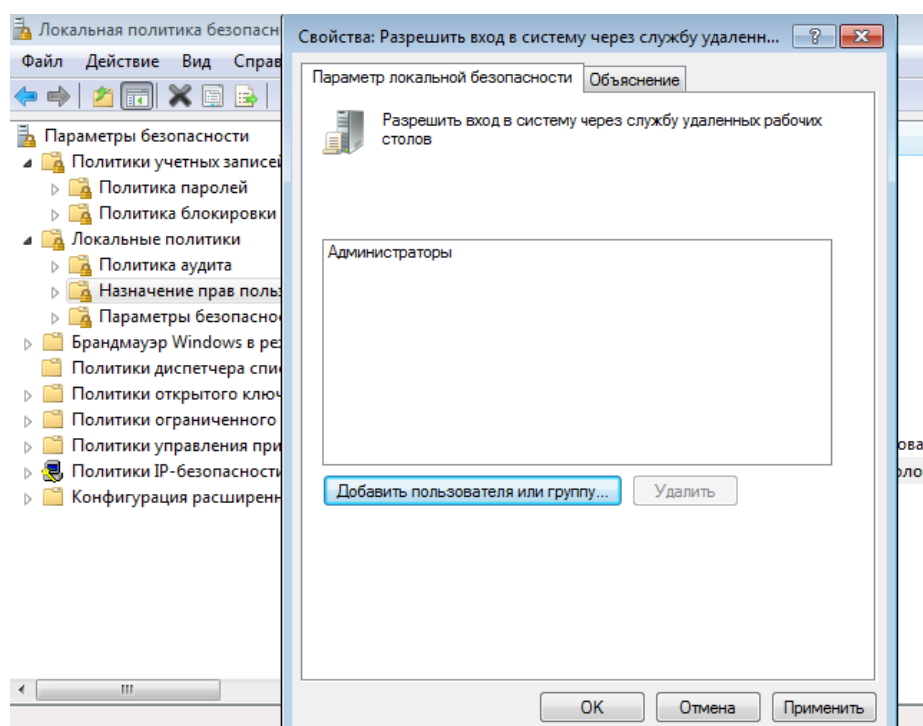 Локальная политика безопасн
Файл Действие Вид Справ
Параметры безопасности
Политики учетных записей
Политика паролей
Политика блокировки
Локальные политики
Политика аудита
Назначение прав польз
Параметры безопасно
Брандмауэр Windows в ре
Политики диспетчера спи
Политики открытого ключ
Политики ограниченного
Политики управления при
Политики IP-безопасности
Конфигурация расширенн
Свойства: Разрешить вход в систему через службу удаленн...
Параметр локальной безопасности Объяснение
Разрешить вход в систему через службу удаленных рабочих
столов
Администраторы
Добавить пользователя или группу... Удалить
ОК Отмена Применить
ова
оло